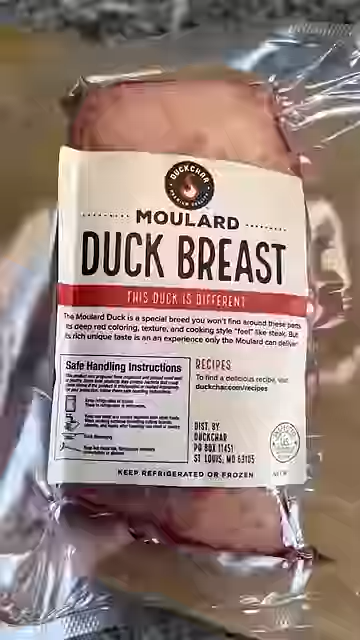 DUCKCHAR
MOULARD
DUCK BREAST
THIS DUCK IS DIFFERENT
The Moulard Duck is a special breed you won't find around these parts.
Its deep red coloring, texture, and cooking style "feel" like steak. But
its rich unique taste is an an experience only the Moulard can deliver
Safe Handling Instructions
RECIPES
To find a delicious recipe, visit
duckchar.com/recipes
DIST. BY
DUCKCHAR
PO BOX 11451
ST. LOUIS, MO 63105
KEEP REFRIGERATED OR FROZEN